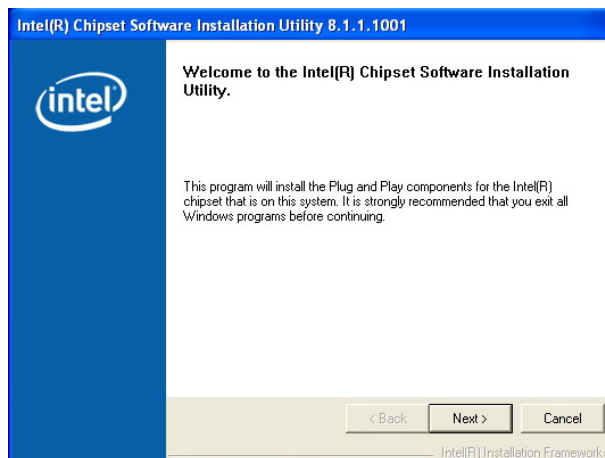 Intel(R) Chipset Software Installation Utility 8.1.1.1001
intel
Welcome to the Intel(R) Chipset Software Installation
Utility.
This program will install the Plug and Play components for the Intel(R)
chipset that is on this system. It is strongly recommended that you exit all
Windows programs before continuing.
< Back
Next >
Cancel
Intel(R) Installation Framework